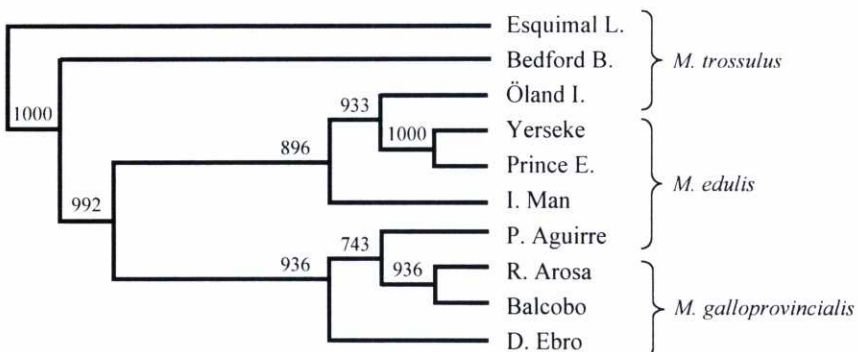 Esquimal L.
Bedford B.
M. trossulus
1000
933
Öland I.
1000
Yerseke
896
Prince E.
M. edulis
992
I. Man
743
P. Aguirre
936
936
R. Arosa
Balcobo
M. galloprovincialis
D. Ebro